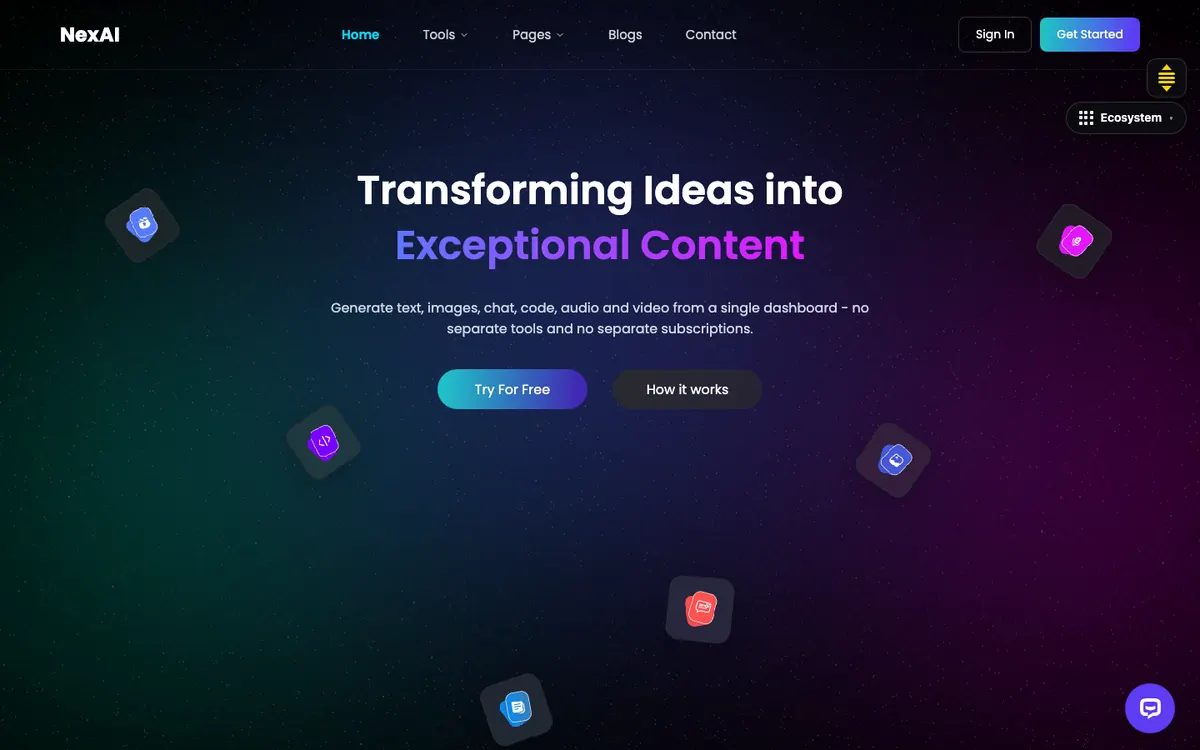 NexAI
Home
Tools
Pages
Blogs
Contact
Sign In
Get Started
Ecosystem
Transforming Ideas into
Exceptional Content
Generate text, images, chat, code, audio and video from a single dashboard - no
separate tools and no separate subscriptions.
Try For Free
How it works